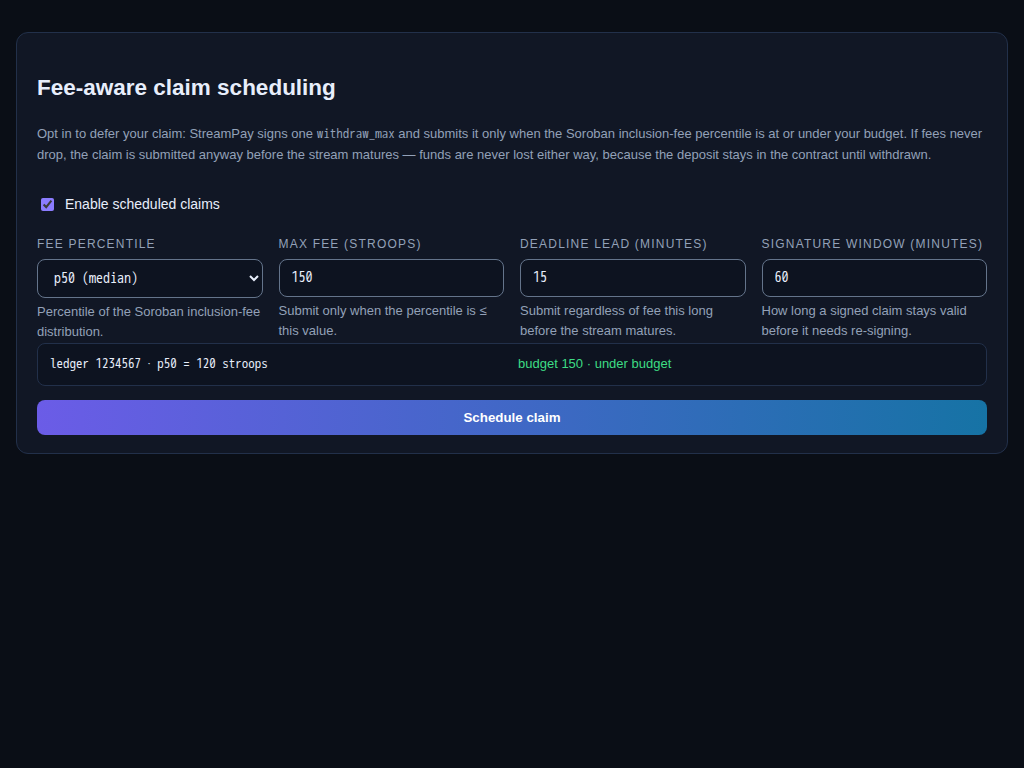 Fee-aware claim scheduling
Opt in to defer your claim: StreamPay signs one withdraw_max and submits it only when the Soroban inclusion-fee percentile is at or under your budget. If fees never
drop, the claim is submitted anyway before the stream matures — funds are never lost either way, because the deposit stays in the contract until withdrawn.
Enable scheduled claims
FEE PERCENTILE
p50 (median)
Percentile of the Soroban inclusion-fee
distribution.
MAX FEE (STROOPS)
150
Submit only when the percentile is ≤
this value.
DEADLINE LEAD (MINUTES)
15
Submit regardless of fee this long
before the stream matures.
SIGNATURE WINDOW (MINUTES)
60
How long a signed claim stays valid
before it needs re-signing.
ledger 1234567 · p50 = 120 stroops
budget 150 · under budget
Schedule claim